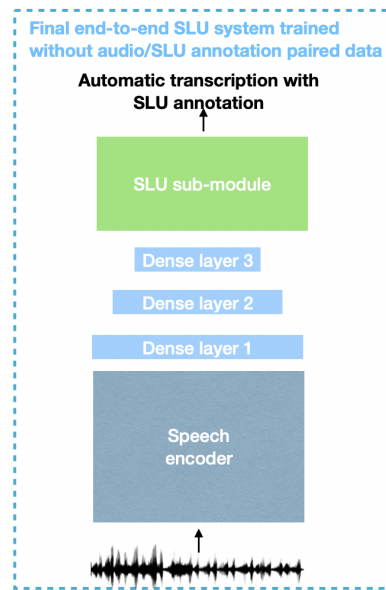 Final end-to-end SLU system trained
without audio/SLU annotation paired data
Automatic transcription with
SLU annotation
SLU sub-module
Dense layer 3
Dense layer 2
Dense layer 1
Speech
encoder